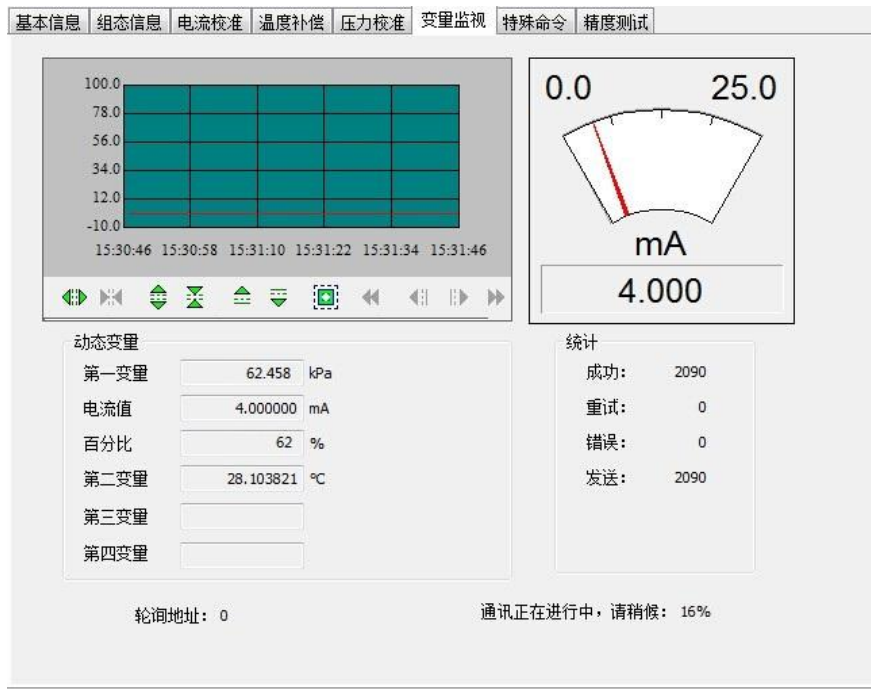 基本信息 组态信息 电流校准 温度补偿 压力校准 变量监视 特殊命令 精度测试
100.0
78.0
56.0
34.0
12.0
-10.0
15:30:46 15:30:58 15:31:10 15:31:22 15:31:34 15:31:46
0.0 25.0
mA
4.000
动态变量
第一变量 62.458 kPa
电流值 4.000000 mA
百分比 62 %
第二变量 28.103821 ℃
第三变量
第四变量
统计
成功: 2090
重试: 0
错误: 0
发送: 2090
轮询地址: 0
通讯正在进行中，请稍候: 16%